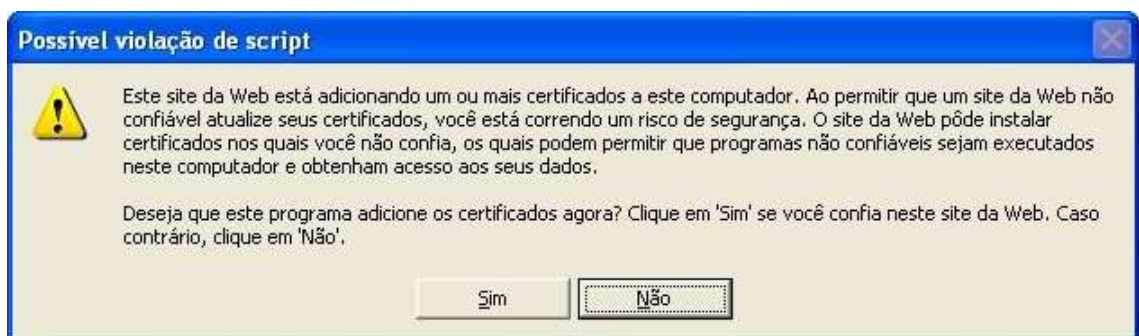 Possível violação de script
Este site da Web está adicionando um ou mais certificados a este computador. Ao permitir que um site da Web não
confiável atualize seus certificados, você está correndo um risco de segurança. O site da Web pôde instalar
certificados nos quais você não confia, os quais podem permitir que programas não confiáveis sejam executados
neste computador e obtenham acesso aos seus dados.
Deseja que este programa adicione os certificados agora? Clique em 'Sim' se você confia neste site da Web. Caso
contrário, clique em 'Não'.
Sim Não